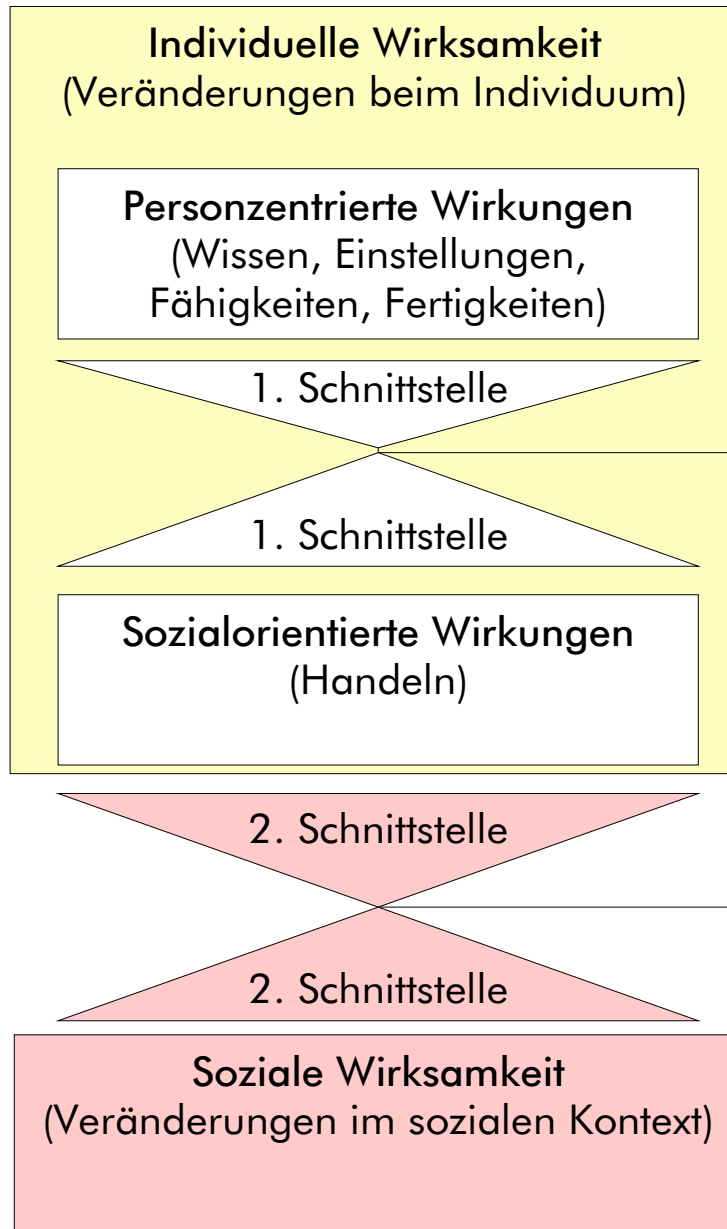 Individuelle Wirksamkeit
(Veränderungen beim Individuum)
Personzentrierte Wirkungen
(Wissen, Einstellungen,
Fähigkeiten, Fertigkeiten)
1. Schnittstelle
1. Schnittstelle
Sozialorientierte Wirkungen
(Handeln)
2. Schnittstelle
2. Schnittstelle
Soziale Wirksamkeit
(Veränderungen im sozialen Kontext)